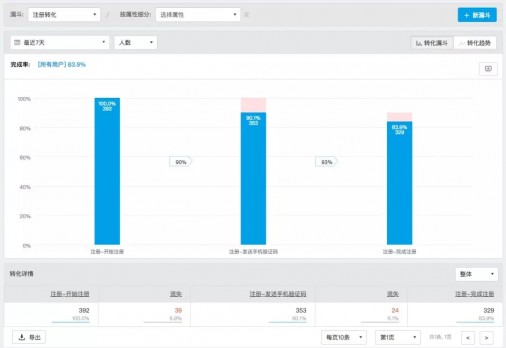 漏斗: 注册转化 / 按属性细分: 选择属性 + 新漏斗
最近7天 人数 转化漏斗 转化趋势
完成率: [所有用户] 83.9%
100%
80%
60%
40%
20%
0%
100.0%
392
90.1%
353
83.9%
329
90%
93%
注册-开始注册 注册-发送手机验证码 注册-完成注册
转化详情 整体
注册-开始注册 流失 注册-发送手机验证码 流失 注册-完成注册
392 39 353 24 329
100.0% 9.9% 90.1% 6.1% 83.9%
导出 每页10条 第1页 共1条, 1页 < >